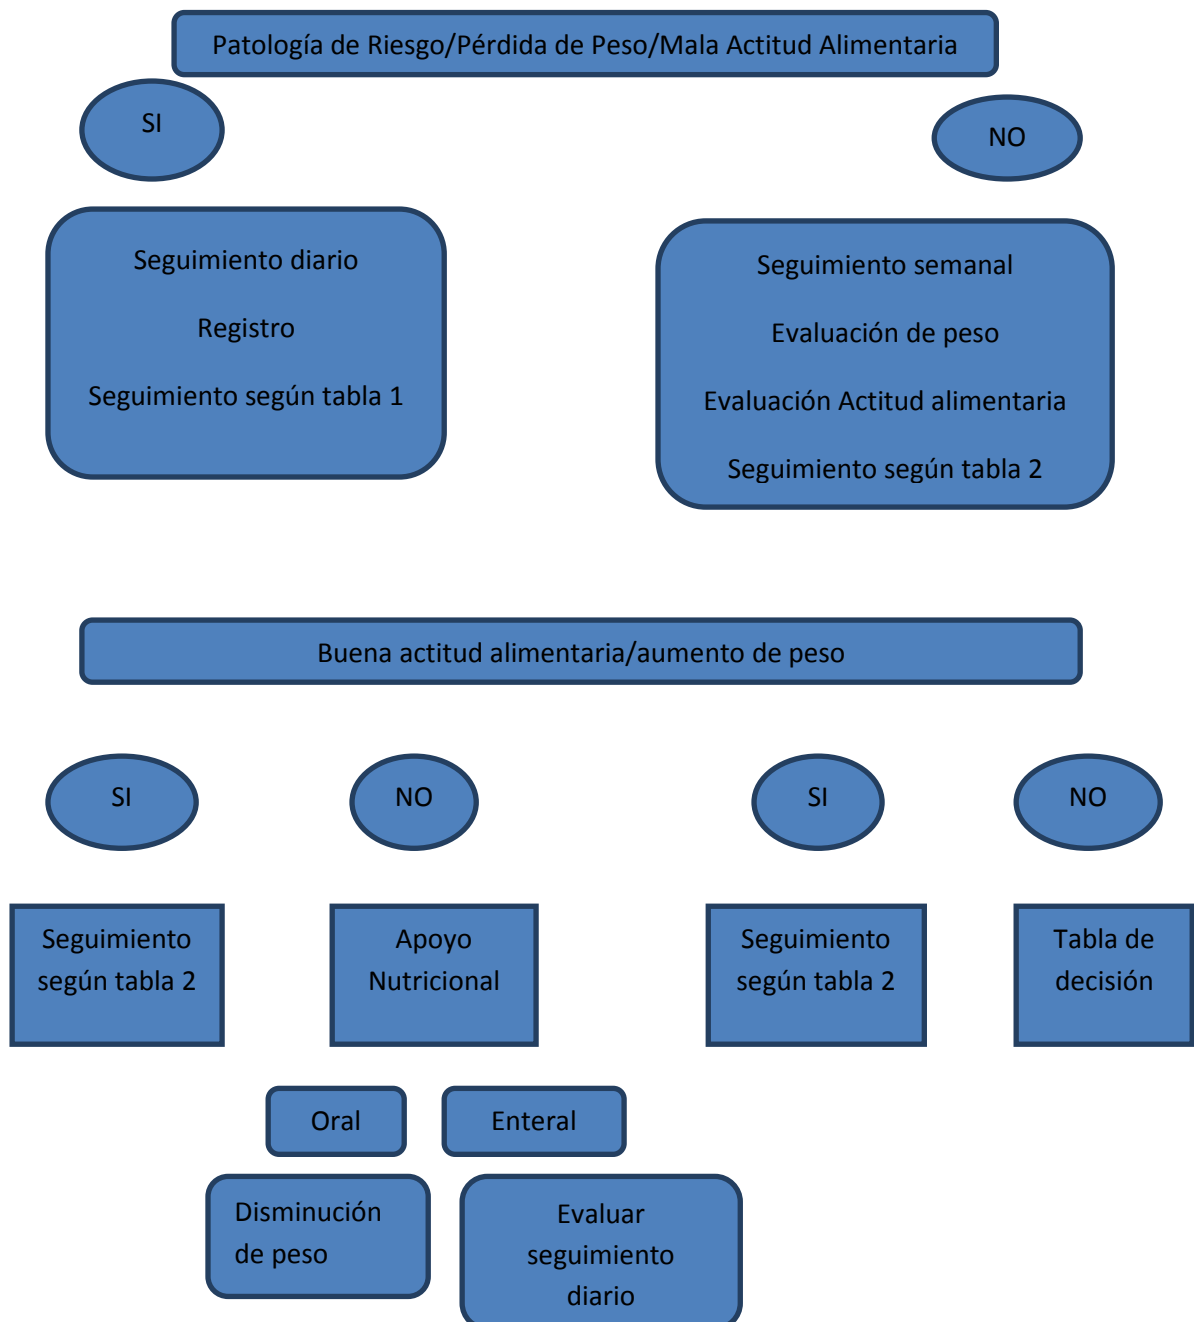 Patología de Riesgo/Pérdida de Peso/Mala Actitud Alimentaria
SI
NO
Seguimiento diario
Registro
Seguimiento según tabla 1
Seguimiento semanal
Evaluación de peso
Evaluación Actitud alimentaria
Seguimiento según tabla 2
Buena actitud alimentaria/aumento de peso
SI
NO
SI
NO
Seguimiento
según tabla 2
Apoyo
Nutricional
Seguimiento
según tabla 2
Tabla de
decisión
Oral
Enteral
Disminución
de peso
Evaluar
seguimiento
diario